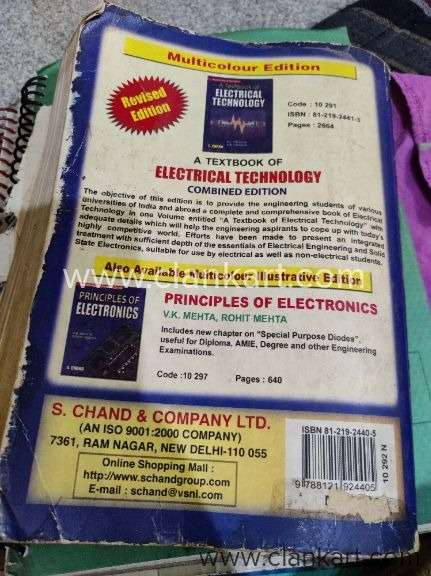 Multicolour Edition
Revised
Edition
A TEXTBOOK OF
ELECTRICAL
TECHNOLOGY
S. CHAND
Code : 10 291
ISBN : 81-219-2441-3
Pages : 2664
A TEXTBOOK OF
ELECTRICAL TECHNOLOGY
COMBINED EDITION
The objective of this edition is to provide the engineering students of various
universities of India and abroad a complete and comprehensive book of Electrical
Technology in one Volume entitled "A Textbook of Electrical Technology" with
adequate details which will help the engineering aspirants to cope up with today's
highly competitive world. Efforts have been made to present an integrated
treatment with sufficient depth of the essentials of Electrical Engineering and Solid
State Electronics, suitable for use by electrical as well as non-electrical students.
www.clankart.com
Also Available Multicolour Illustrative Edition
PRINCIPLES OF
ELECTRONICS
S. CHAND
PRINCIPLES OF ELECTRONICS
V.K. MEHTA, ROHIT MEHTA
Includes new chapter on "Special Purpose Diodes",
useful for Diploma, AMIE, Degree and other Engineering
Examinations.
Code :10 297 Pages : 640
S. CHAND & COMPANY LTD.
(AN ISO 9001:2000 COMPANY)
7361, RAM NAGAR, NEW DELHI-110 055
Online Shopping Mall :
http://www.schandgroup.com
E-mail : schand@vsnl.com
ISBN 81-219-2440-5
9788121924405
10 292 N
www.clankart.com